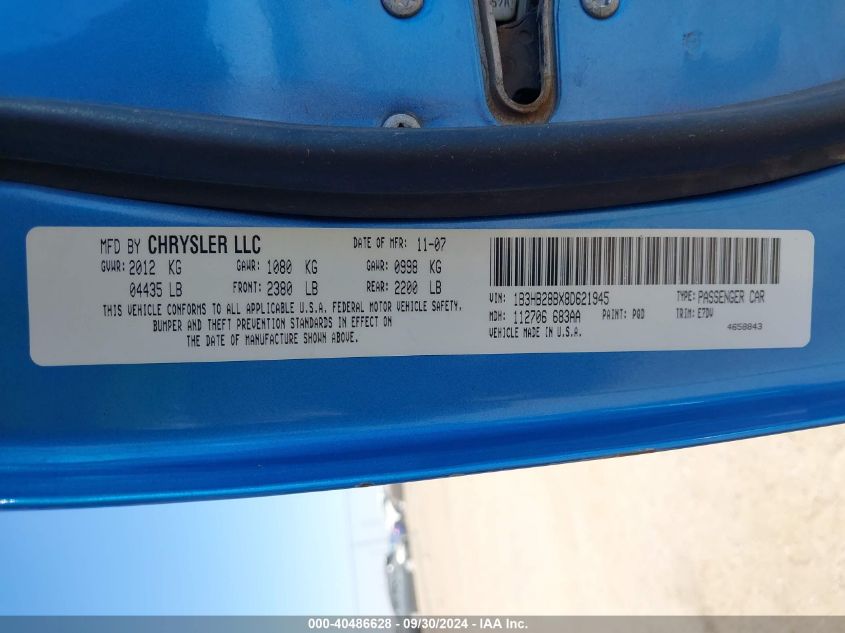 MFD BY CHRYSLER LLC DATE OF MFR: 11-07
GVWR: 2012 KG GAWR: 1080 KG GAWR: 0998 KG
04435 LB FRONT: 2380 LB REAR: 2200 LB
THIS VEHICLE CONFORMS TO ALL APPLICABLE U.S.A. FEDERAL MOTOR VEHICLE SAFETY,
BUMPER AND THEFT PREVENTION STANDARDS IN EFFECT ON
THE DATE OF MANUFACTURE SHOWN ABOVE.
VIN: 1B3HB28BX8D621945 TYPE: PASSENGER CAR
MDH: 112706 683AA PAINT: PQD TRIM: E7DV
VEHICLE MADE IN U.S.A. 4658843
000-40486628 - 09/30/2024 - IAA Inc.